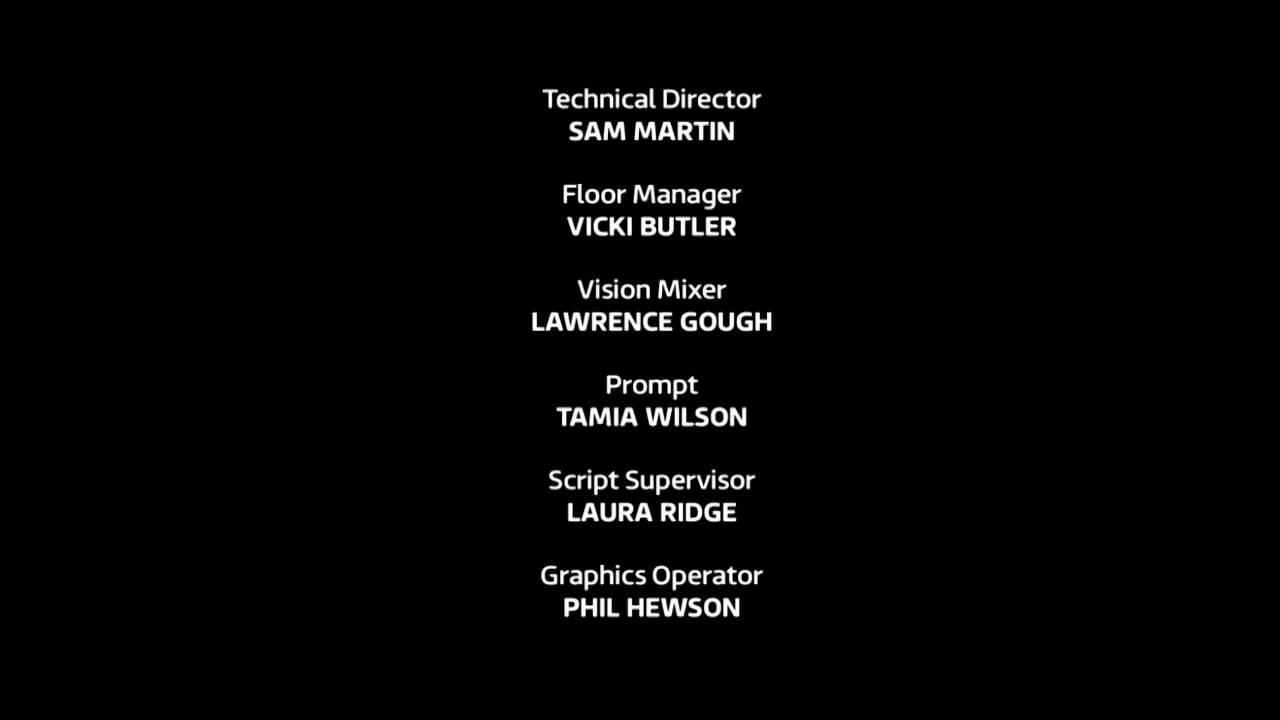 Technical Director
SAM MARTIN
Floor Manager
VICKI BUTLER
Vision Mixer
LAWRENCE GOUGH
Prompt
TAMIA WILSON
Script Supervisor
LAURA RIDGE
Graphics Operator
PHIL HEWSON